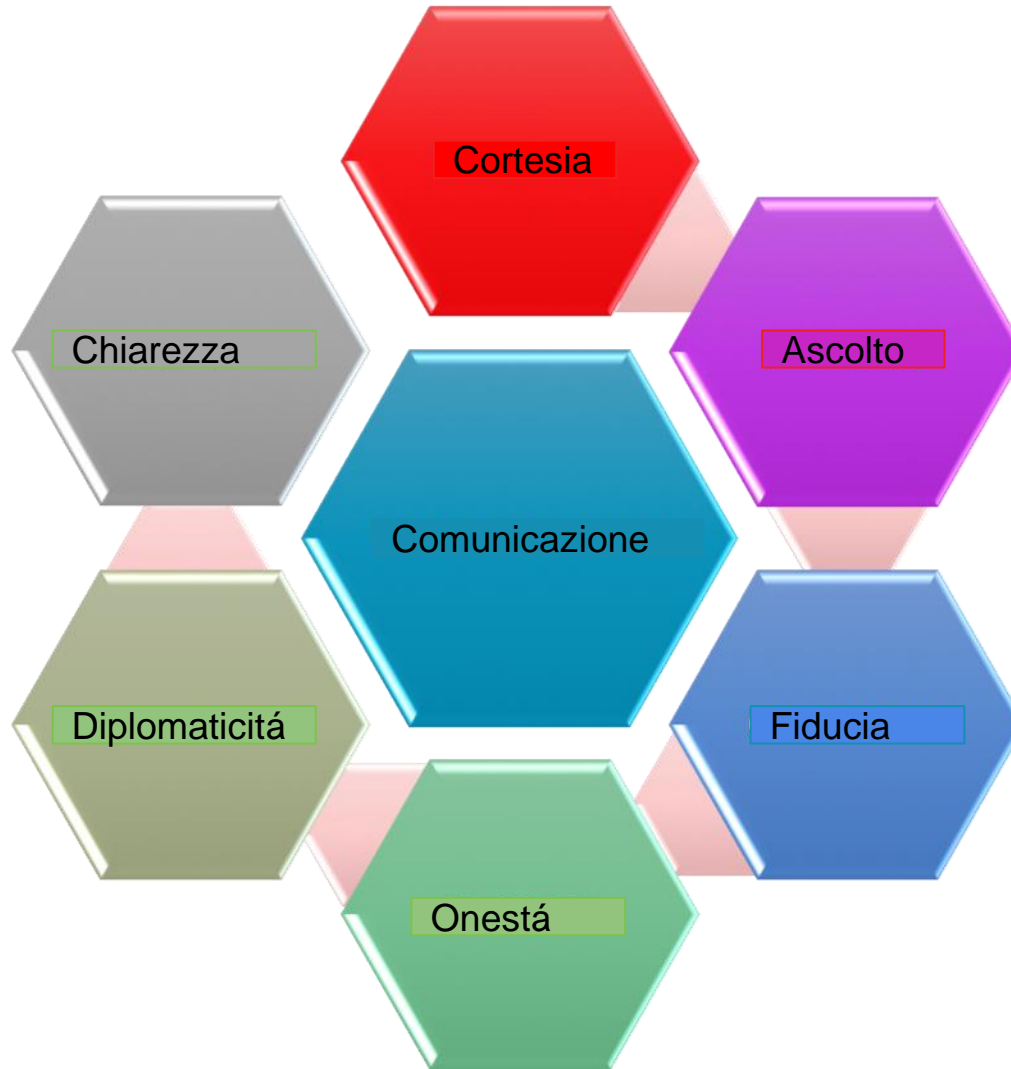 Cortesia
Chiarezza
Ascolto
Comunicazione
Diplomaticitá
Fiducia
Onestá